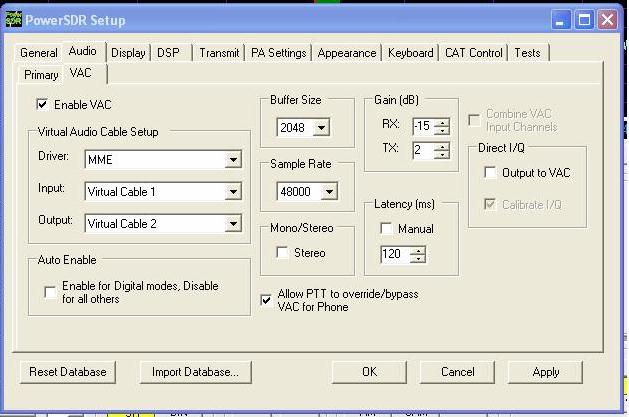 Power SDR
PowerSDR Setup
General Audio Display DSP Transmit PA Settings Appearance Keyboard CAT Control Tests
Primary VAC
Enable VAC
Virtual Audio Cable Setup
Driver: MME
Input: Virtual Cable 1
Output: Virtual Cable 2
Auto Enable
Enable for Digital modes, Disable
for all others
Buffer Size
2048
Sample Rate
48000
Mono/Stereo
Stereo
Gain (dB)
RX: -15
TX: 2
Latency (ms)
Manual
120
Allow PTT to override/bypass
VAC for Phone
Combine VAC
Input Channels
Direct I/Q
Output to VAC
Calibrate I/Q
Reset Database Import Database... OK Cancel Apply